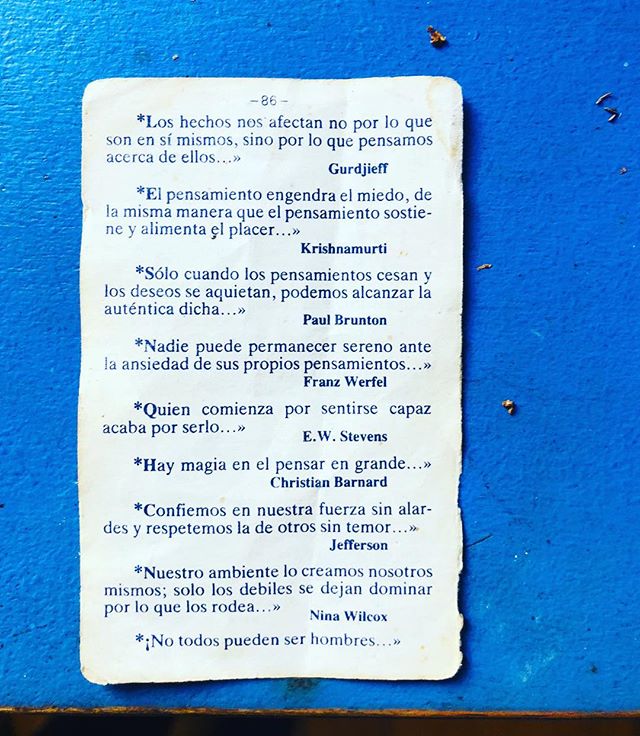 -86-
*Los hechos nos afectan no por lo que
son en sí mismos, sino por lo que pensamos
acerca de ellos...»
Gurdjieff
*El pensamiento engendra el miedo, de
la misma manera que el pensamiento sostie-
ne y alimenta el placer...»
Krishnamurti
*Sólo cuando los pensamientos cesan y
los deseos se aquietan, podemos alcanzar la
auténtica dicha...»
Paul Brunton
*Nadie puede permanecer sereno ante
la ansiedad de sus propios pensamientos...»
Franz Werfel
*Quien comienza por sentirse capaz
acaba por serlo...»
E.W. Stevens
*Hay magia en el pensar en grande...»
Christian Barnard
*Confiemos en nuestra fuerza sin alar-
des y respetemos la de otros sin temor...»
Jefferson
*Nuestro ambiente lo creamos nosotros
mismos; solo los debiles se dejan dominar
por lo que los rodea...»
Nina Wilcox
*¡No todos pueden ser hombres...»